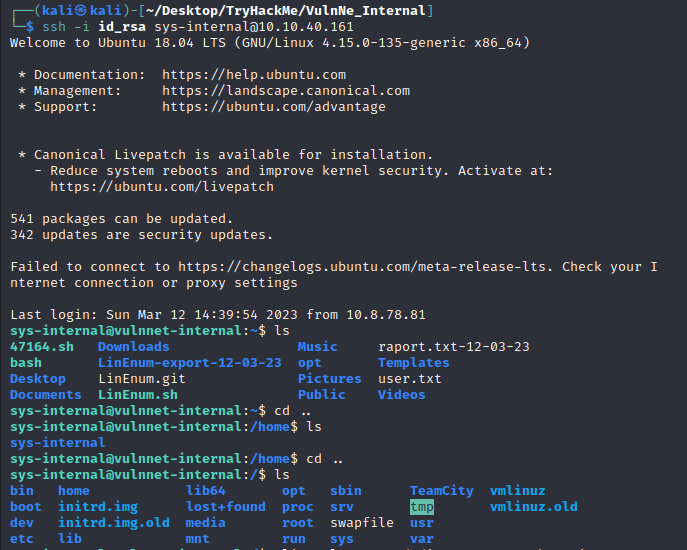 ┌──(kali㉿kali)-[~/Desktop/TryHackMe/VulnNe_Internal]
└─$ ssh -i id_rsa sys-internal@10.10.40.161
Welcome to Ubuntu 18.04 LTS (GNU/Linux 4.15.0-135-generic x86_64)
* Documentation:  https://help.ubuntu.com
* Management:     https://landscape.canonical.com
* Support:        https://ubuntu.com/advantage
* Canonical Livepatch is available for installation.
- Reduce system reboots and improve kernel security. Activate at:
https://ubuntu.com/livepatch
541 packages can be updated.
342 updates are security updates.
Failed to connect to https://changelogs.ubuntu.com/meta-release-lts. Check your I
nternet connection or proxy settings
Last login: Sun Mar 12 14:39:54 2023 from 10.8.78.81
sys-internal@vulnnet-internal:~$ ls
47164.sh   Downloads                Music      raport.txt-12-03-23
bash       LinEnum-export-12-03-23  opt        Templates
Desktop    LinEnum.git              Pictures   user.txt
Documents  LinEnum.sh               Public     Videos
sys-internal@vulnnet-internal:~$ cd ..
sys-internal@vulnnet-internal:/home$ ls
sys-internal
sys-internal@vulnnet-internal:/home$ cd ..
sys-internal@vulnnet-internal:/$ ls
bin   home            lib64       opt   sbin      TeamCity  vmlinuz
boot  initrd.img      lost+found  proc  srv       tmp       vmlinuz.old
dev   initrd.img.old  media       root  swapfile  usr
etc   lib             mnt         run   sys       var